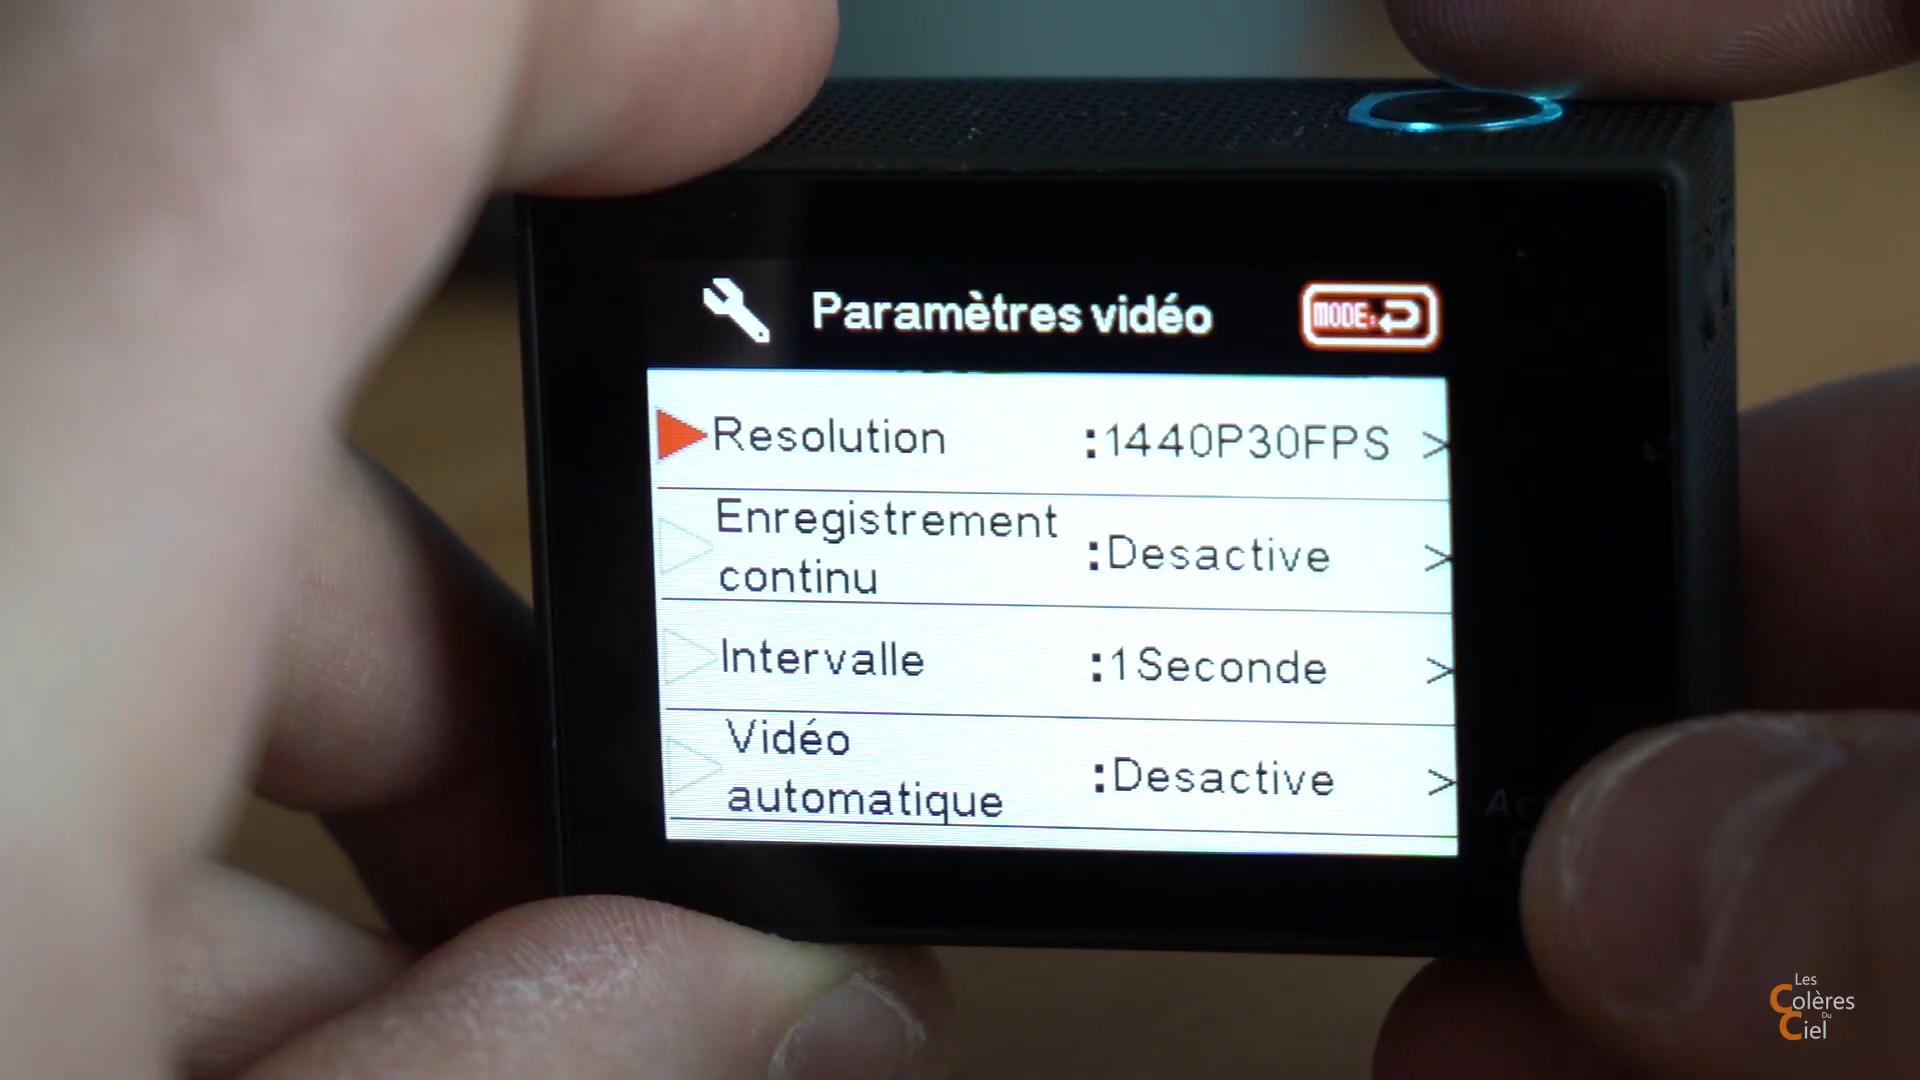 Paramètres vidéo
MODE:
Resolution :1440P30FPS >
Enregistrement
continu :Desactive >
Intervalle :1Seconde >
Vidéo
automatique :Desactive >
Les
Colères
Du
Ciel